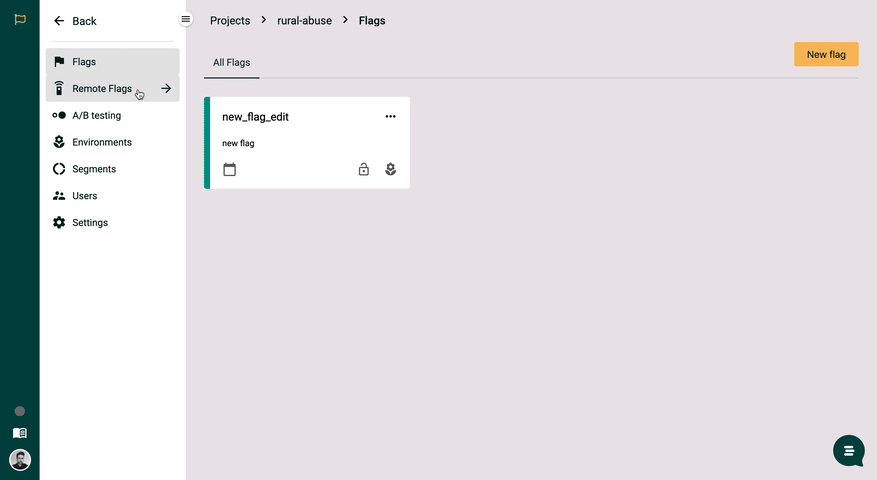 Back
Flags
Remote Flags
A/B testing
Environments
Segments
Users
Settings
Projects > rural-abuse > Flags
All Flags
New flag
new_flag_edit
new flag